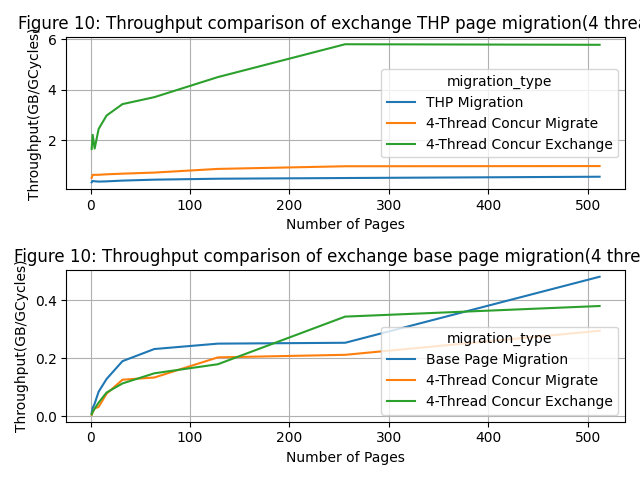 Figure 10: Throughput comparison of exchange THP page migration(4 threa
Throughput(GB/GCycles)
6
4
2
migration_type
THP Migration
4-Thread Concur Migrate
4-Thread Concur Exchange
0 100 200 300 400 500
Number of Pages
Figure 10: Throughput comparison of exchange base page migration(4 threa
Throughput(GB/GCycles)
0.4
0.2
0.0
migration_type
Base Page Migration
4-Thread Concur Migrate
4-Thread Concur Exchange
0 100 200 300 400 500
Number of Pages